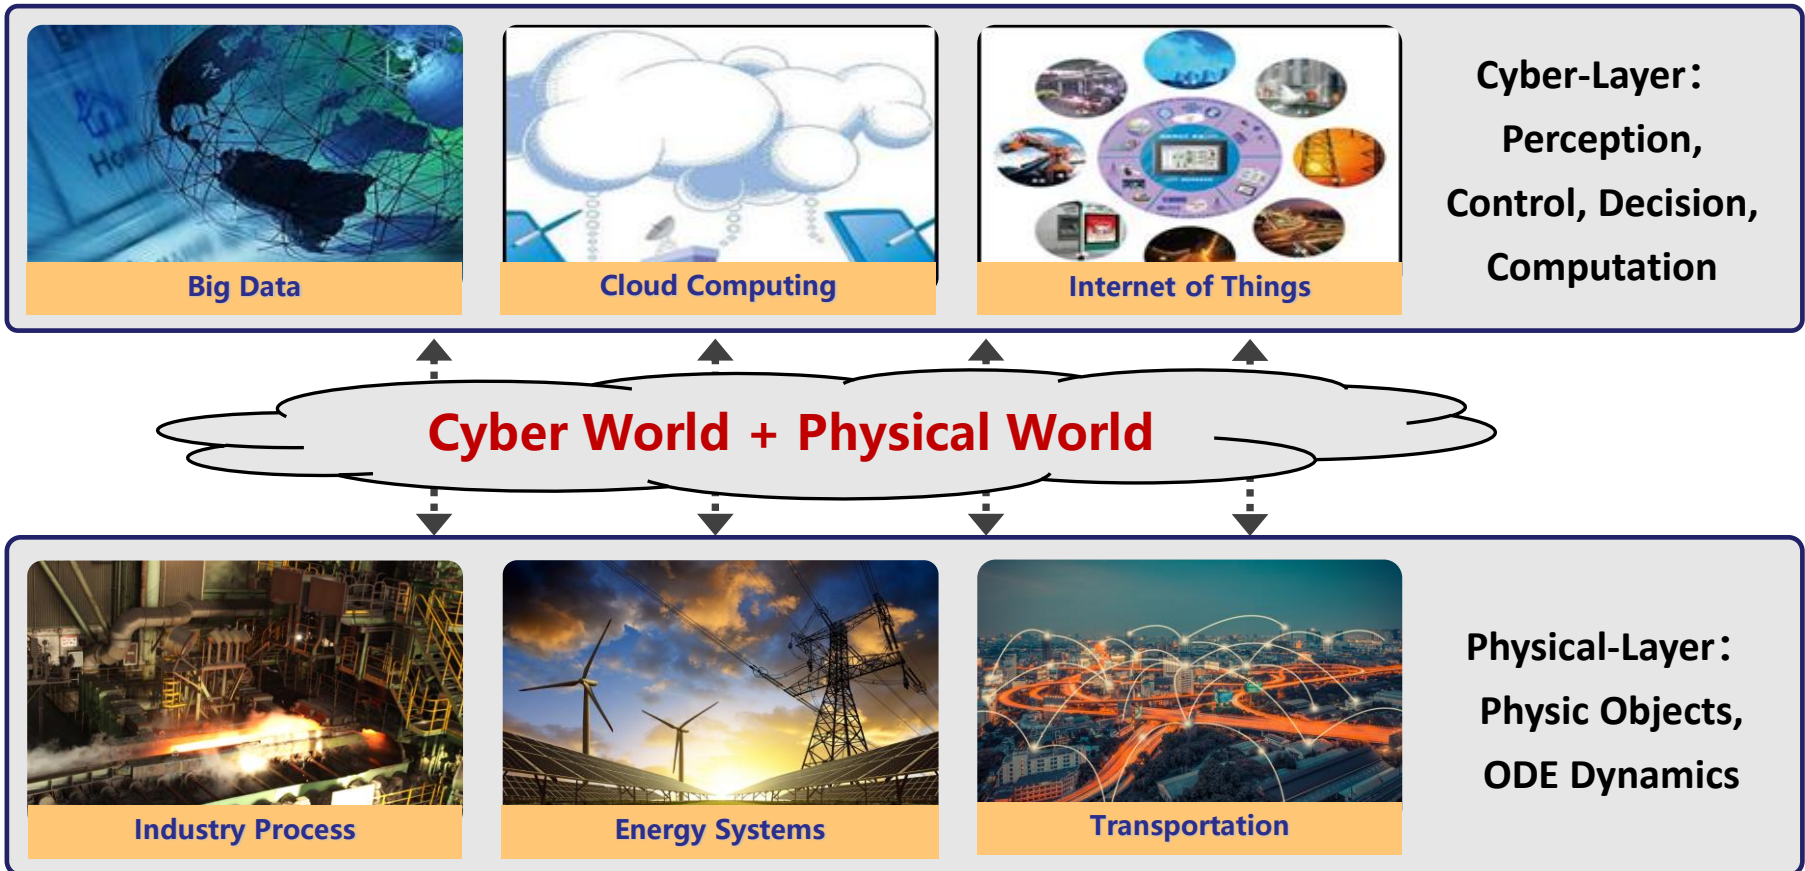 Big Data
Cloud Computing
Internet of Things
Cyber-Layer：
Perception,
Control, Decision,
Computation
Cyber World + Physical World
Industry Process
Energy Systems
Transportation
Physical-Layer：
Physic Objects,
ODE Dynamics